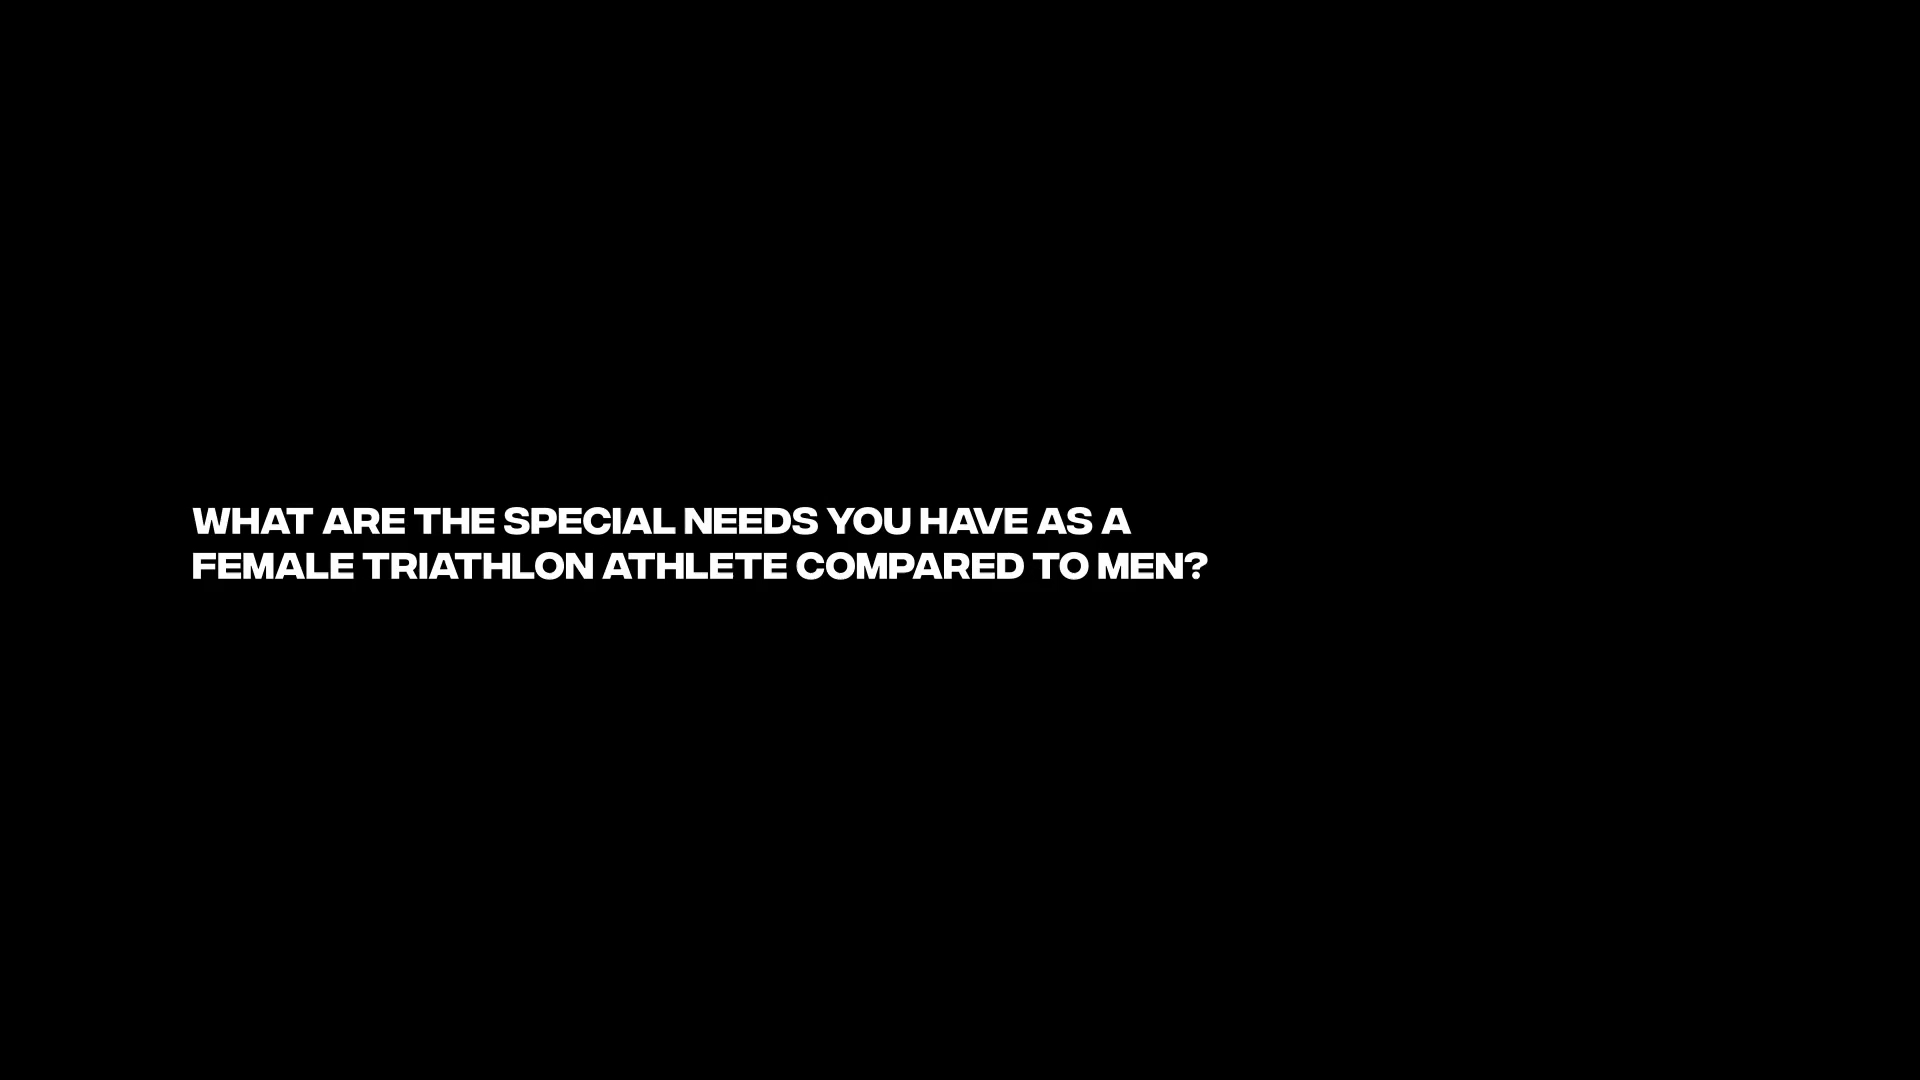 WHAT ARE THE SPECIAL NEEDS YOU HAVE AS A
FEMALE TRIATHLON ATHLETE COMPARED TO MEN?